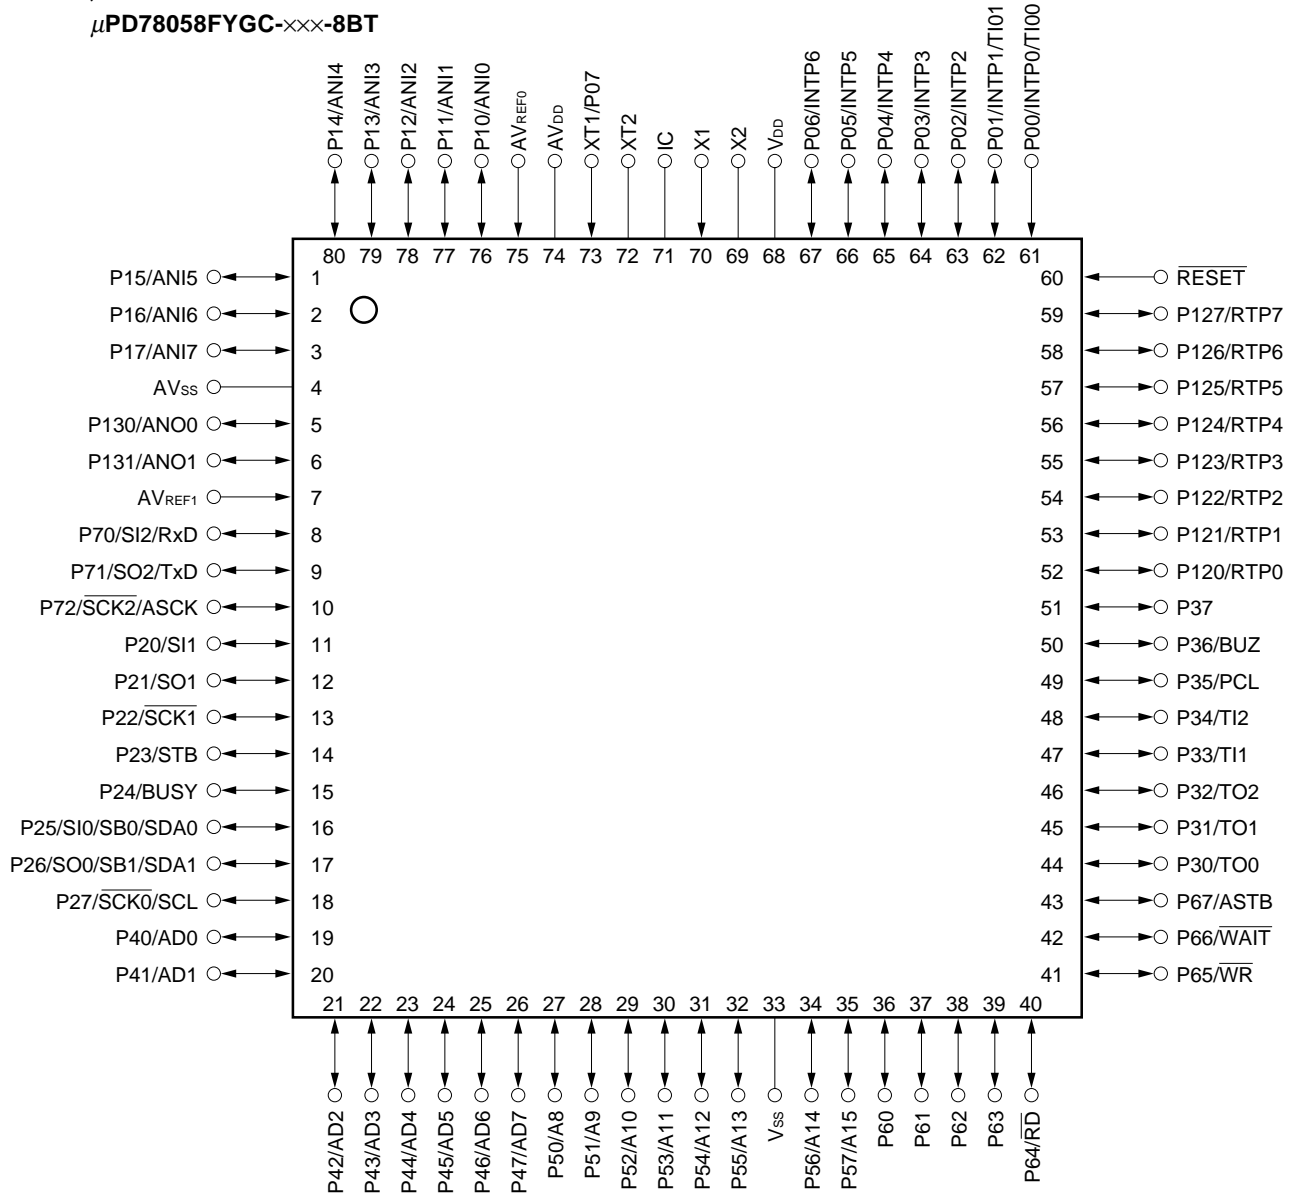 μPD78058FYGC-×××-8BT
P14/ANI4
P13/ANI3
P12/ANI2
P11/ANI1
P10/ANI0
AVREF0
AVDD
XT1/P07
XT2
IC
X1
X2
VDD
P06/INTP6
P05/INTP5
P04/INTP4
P03/INTP3
P02/INTP2
P01/INTP1/TI01
P00/INTP0/TI00
80 79 78 77 76 75 74 73 72 71 70 69 68 67 66 65 64 63 62 61
P15/ANI5 1 60 R̅E̅S̅E̅T̅
P16/ANI6 2 59 P127/RTP7
P17/ANI7 3 58 P126/RTP6
AVSS 4 57 P125/RTP5
P130/ANO0 5 56 P124/RTP4
P131/ANO1 6 55 P123/RTP3
AVREF1 7 54 P122/RTP2
P70/SI2/RxD 8 53 P121/RTP1
P71/SO2/TxD 9 52 P120/RTP0
P72/S̅C̅K̅2̅/ASCK 10 51 P37
P20/SI1 11 50 P36/BUZ
P21/SO1 12 49 P35/PCL
P22/S̅C̅K̅1̅ 13 48 P34/TI2
P23/STB 14 47 P33/TI1
P24/BUSY 15 46 P32/TO2
P25/SI0/SB0/SDA0 16 45 P31/TO1
P26/SO0/SB1/SDA1 17 44 P30/TO0
P27/S̅C̅K̅0̅/SCL 18 43 P67/ASTB
P40/AD0 19 42 P66/W̅A̅I̅T̅
P41/AD1 20 41 P65/W̅R̅
21 22 23 24 25 26 27 28 29 30 31 32 33 34 35 36 37 38 39 40
P42/AD2
P43/AD3
P44/AD4
P45/AD5
P46/AD6
P47/AD7
P50/A8
P51/A9
P52/A10
P53/A11
P54/A12
P55/A13
VSS
P56/A14
P57/A15
P60
P61
P62
P63
P64/R̅D̅